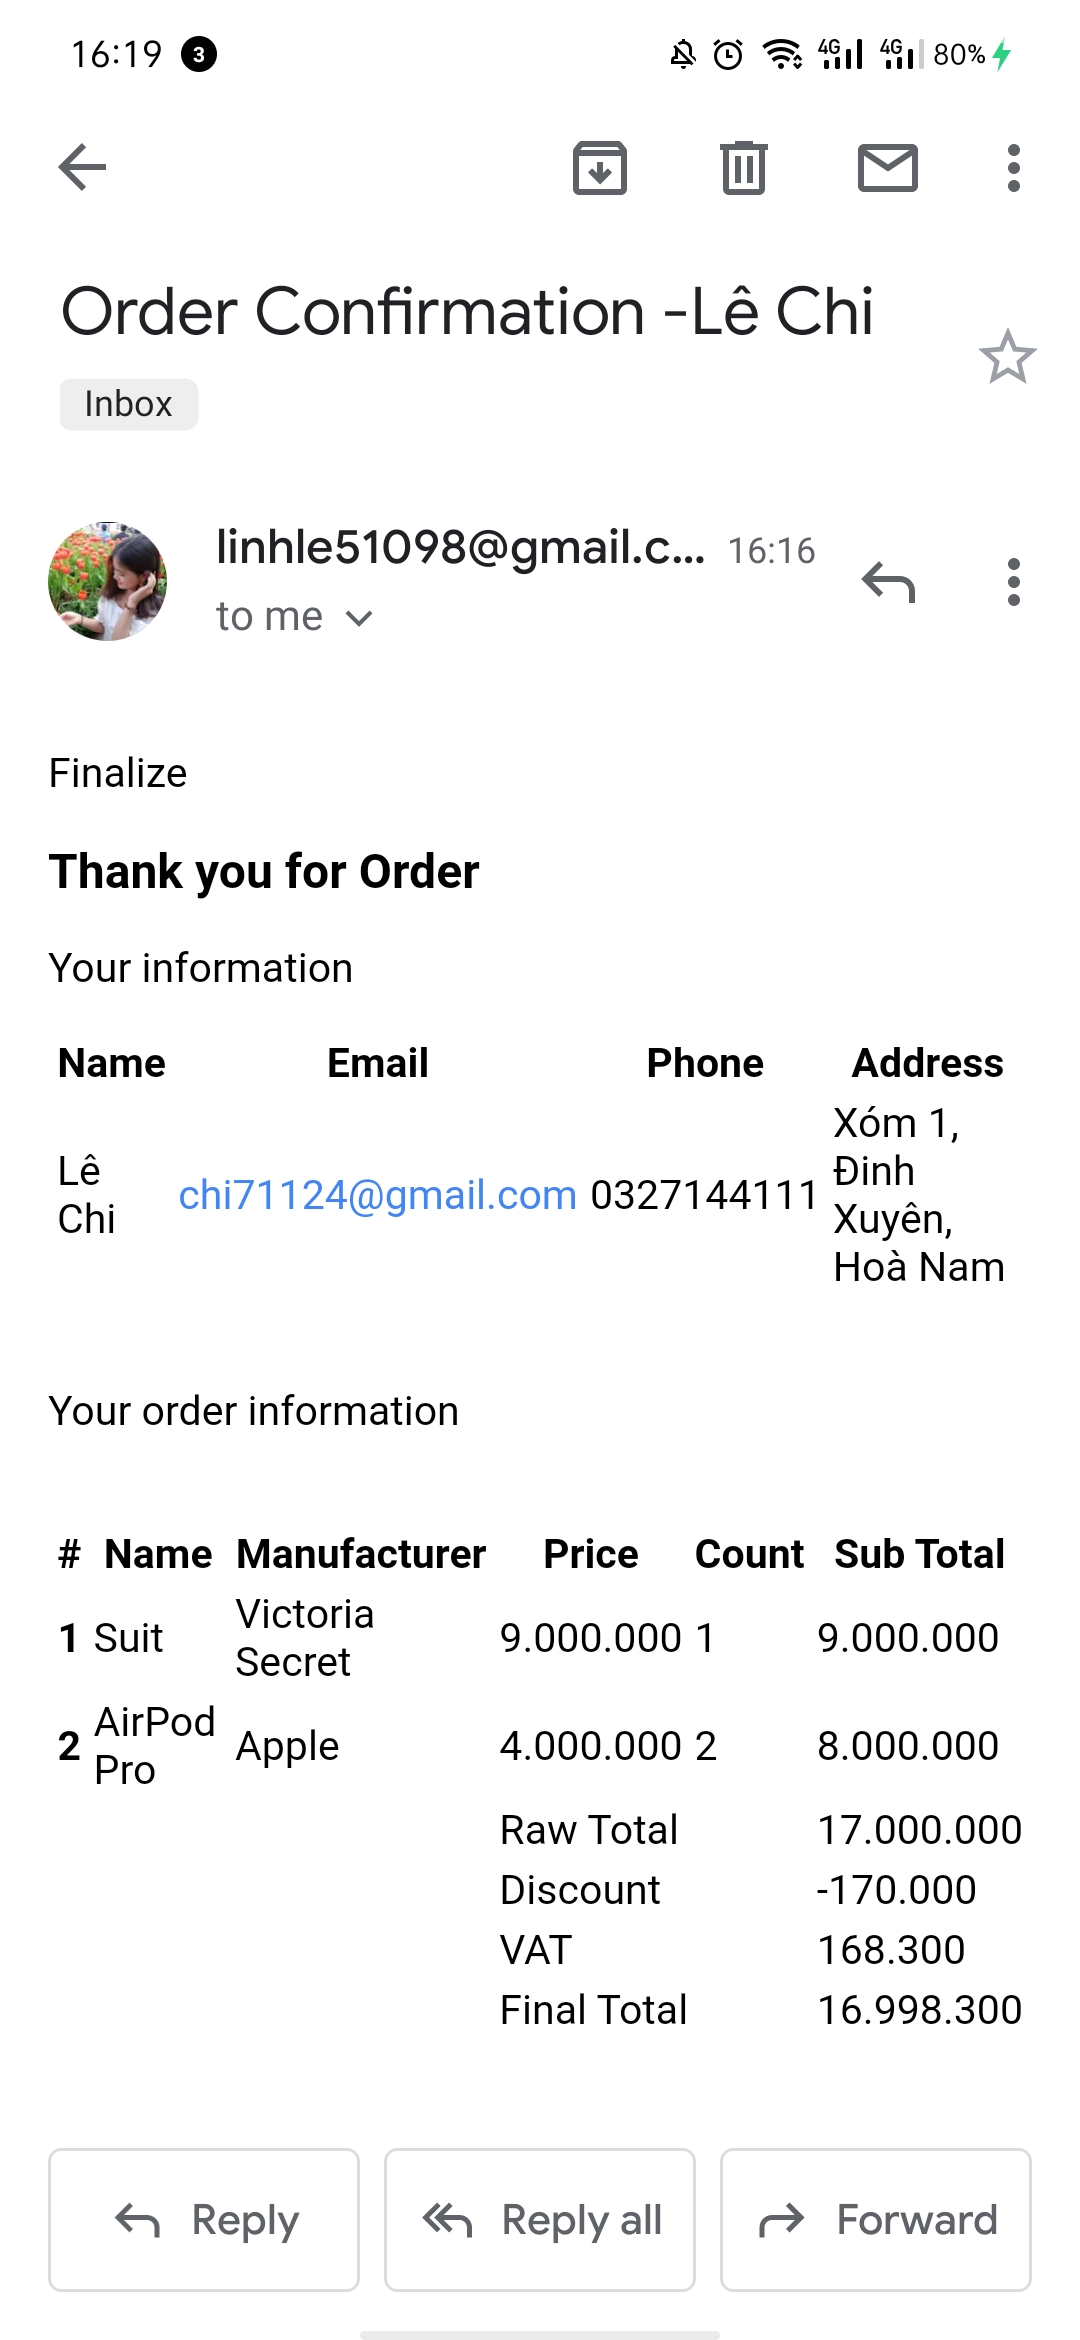 16:19 3 4G 4G 80%
Order Confirmation -Lê Chi
Inbox
linhle51098@gmail.c... 16:16
to me
Finalize
Thank you for Order
Your information
Name Email Phone Address
Lê Chi chi71124@gmail.com 0327144111 Xóm 1, Đinh Xuyên, Hoà Nam
Your order information
# Name Manufacturer Price Count Sub Total
1 Suit Victoria Secret 9.000.000 1 9.000.000
2 AirPod Pro Apple 4.000.000 2 8.000.000
Raw Total 17.000.000
Discount -170.000
VAT 168.300
Final Total 16.998.300
Reply Reply all Forward